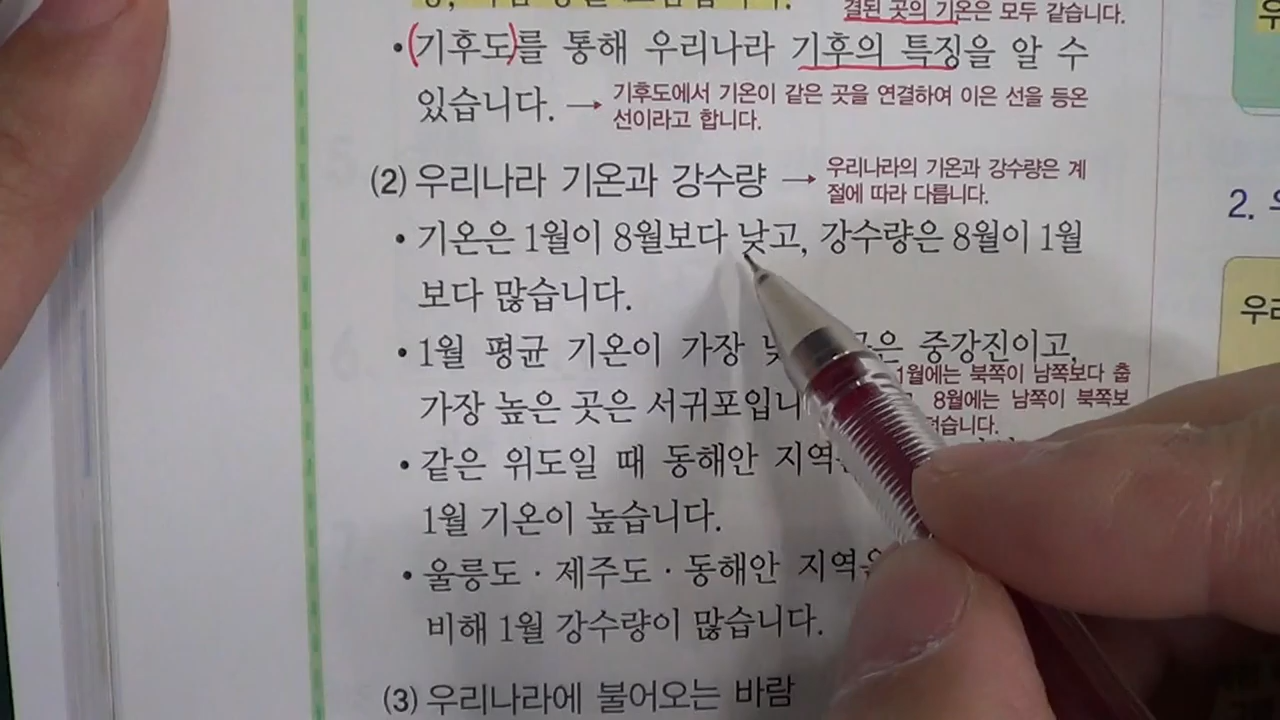 결된 곳의 기온은 모두 같습니다.
• (기후도)를 통해 우리나라 기후의 특징을 알 수
있습니다. → 기후도에서 기온이 같은 곳을 연결하여 이은 선을 등온
선이라고 합니다.
(2) 우리나라 기온과 강수량 → 우리나라의 기온과 강수량은 계
절에 따라 다릅니다.
• 기온은 1월이 8월보다 낮고, 강수량은 8월이 1월
보다 많습니다.
• 1월 평균 기온이 가장 중강진이고,
1월에는 북쪽이 남쪽보다 춥
가장 높은 곳은 서귀포입니
8월에는 남쪽이 북쪽보
• 같은 위도일 때 동해안
1월 기온이 높습니다.
• 울릉도 · 제주도 · 동해안
비해 1월 강수량이 많습니다.
(3) 우리나라에 불어오는 바람
2.